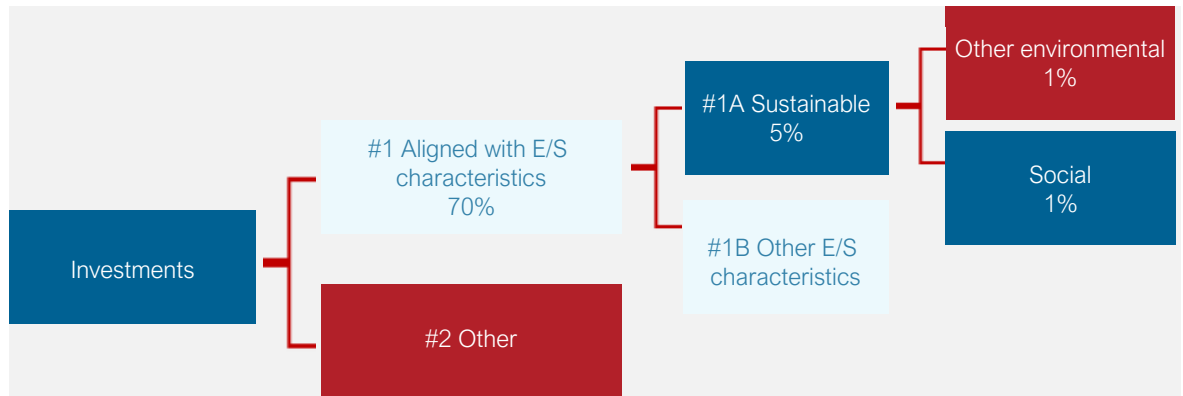 Investments
#1 Aligned with E/S
characteristics
70%
#2 Other
#1A Sustainable
5%
#1B Other E/S
characteristics
Other environmental
1%
Social
1%